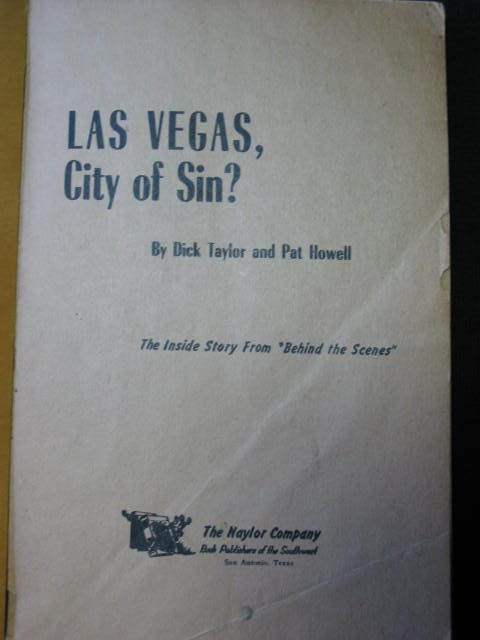 LAS VEGAS,
City of Sin?
By Dick Taylor and Pat Howell
The Inside Story From "Behind the Scenes"
The Naylor Company
Book Publishers of the Southwest
San Antonio, Texas